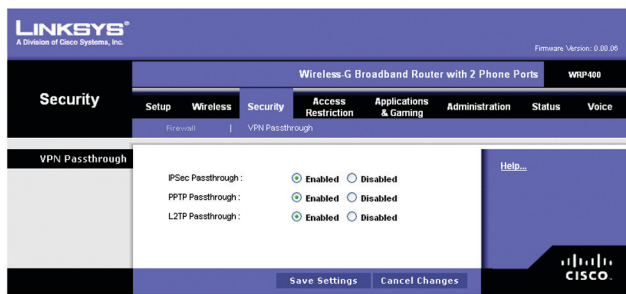 LINKSYS®
A Division of Cisco Systems, Inc.
Firmware Version: 0.00.06
Wireless-G Broadband Router with 2 Phone Ports WRP400
Security
Setup Wireless Security Access Restriction Applications & Gaming Administration Status Voice
Firewall | VPN Passthrough
VPN Passthrough
IPSec Passthrough : Enabled Disabled
PPTP Passthrough : Enabled Disabled
L2TP Passthrough : Enabled Disabled
Help...
Save Settings Cancel Changes
CISCO.